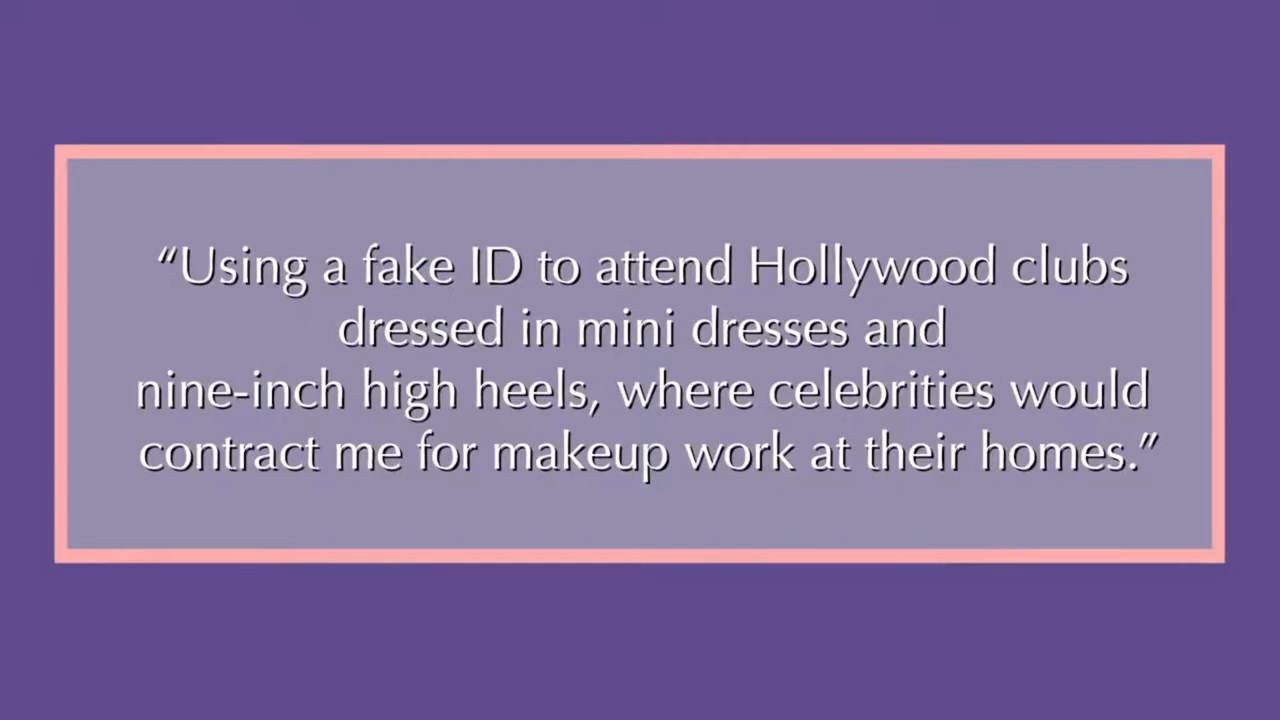 “Using a fake ID to attend Hollywood clubs
dressed in mini dresses and
nine-inch high heels, where celebrities would
contract me for makeup work at their homes.”